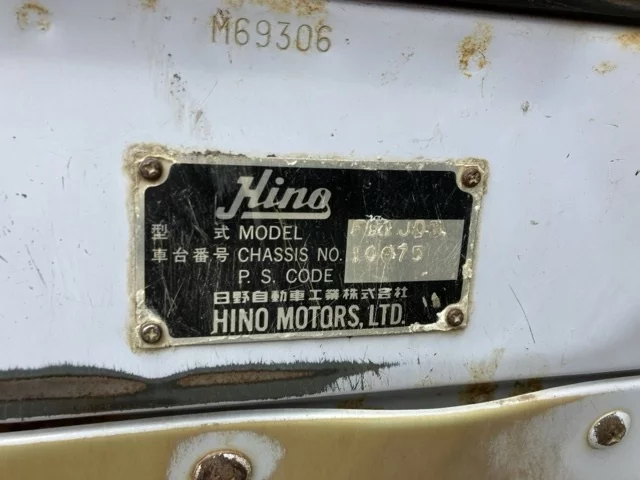 M69306
Hino
型 式 MODEL
車台番号 CHASSIS NO. 10075
P. S. CODE
日野自動車工業株式会社
HINO MOTORS, LTD.